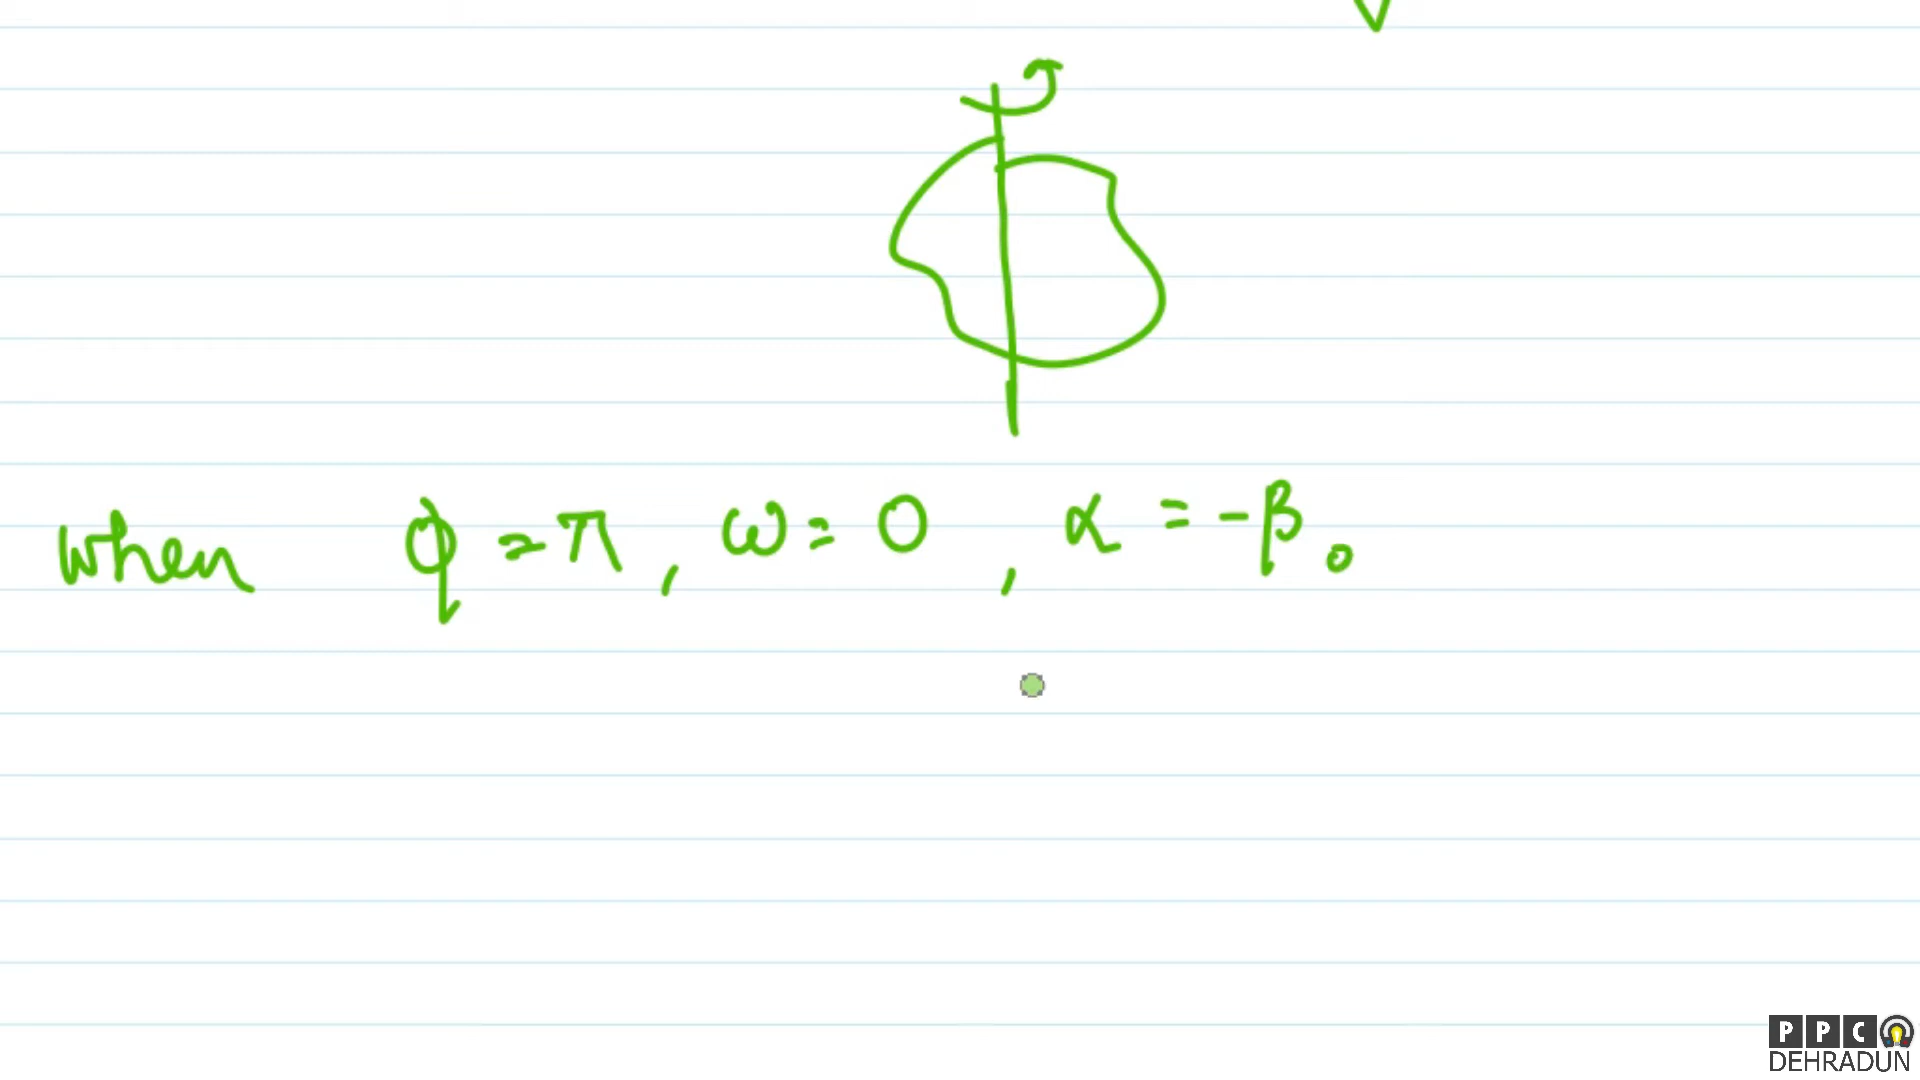 when φ = π, ω = 0, α = -β₀
PPC
DEHRADUN